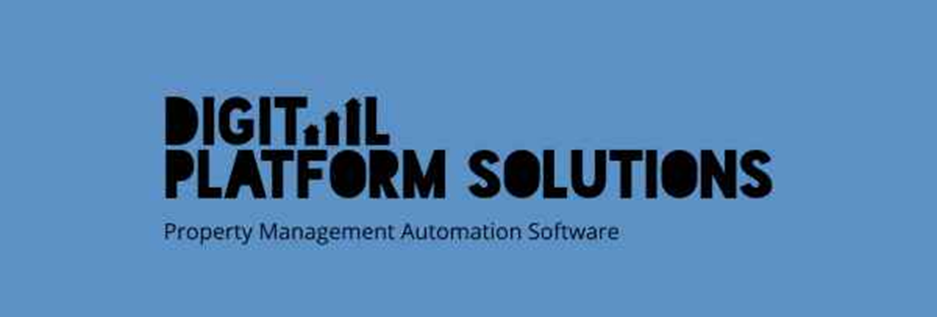 DIGITAL
PLATFORM SOLUTIONS
Property Management Automation Software